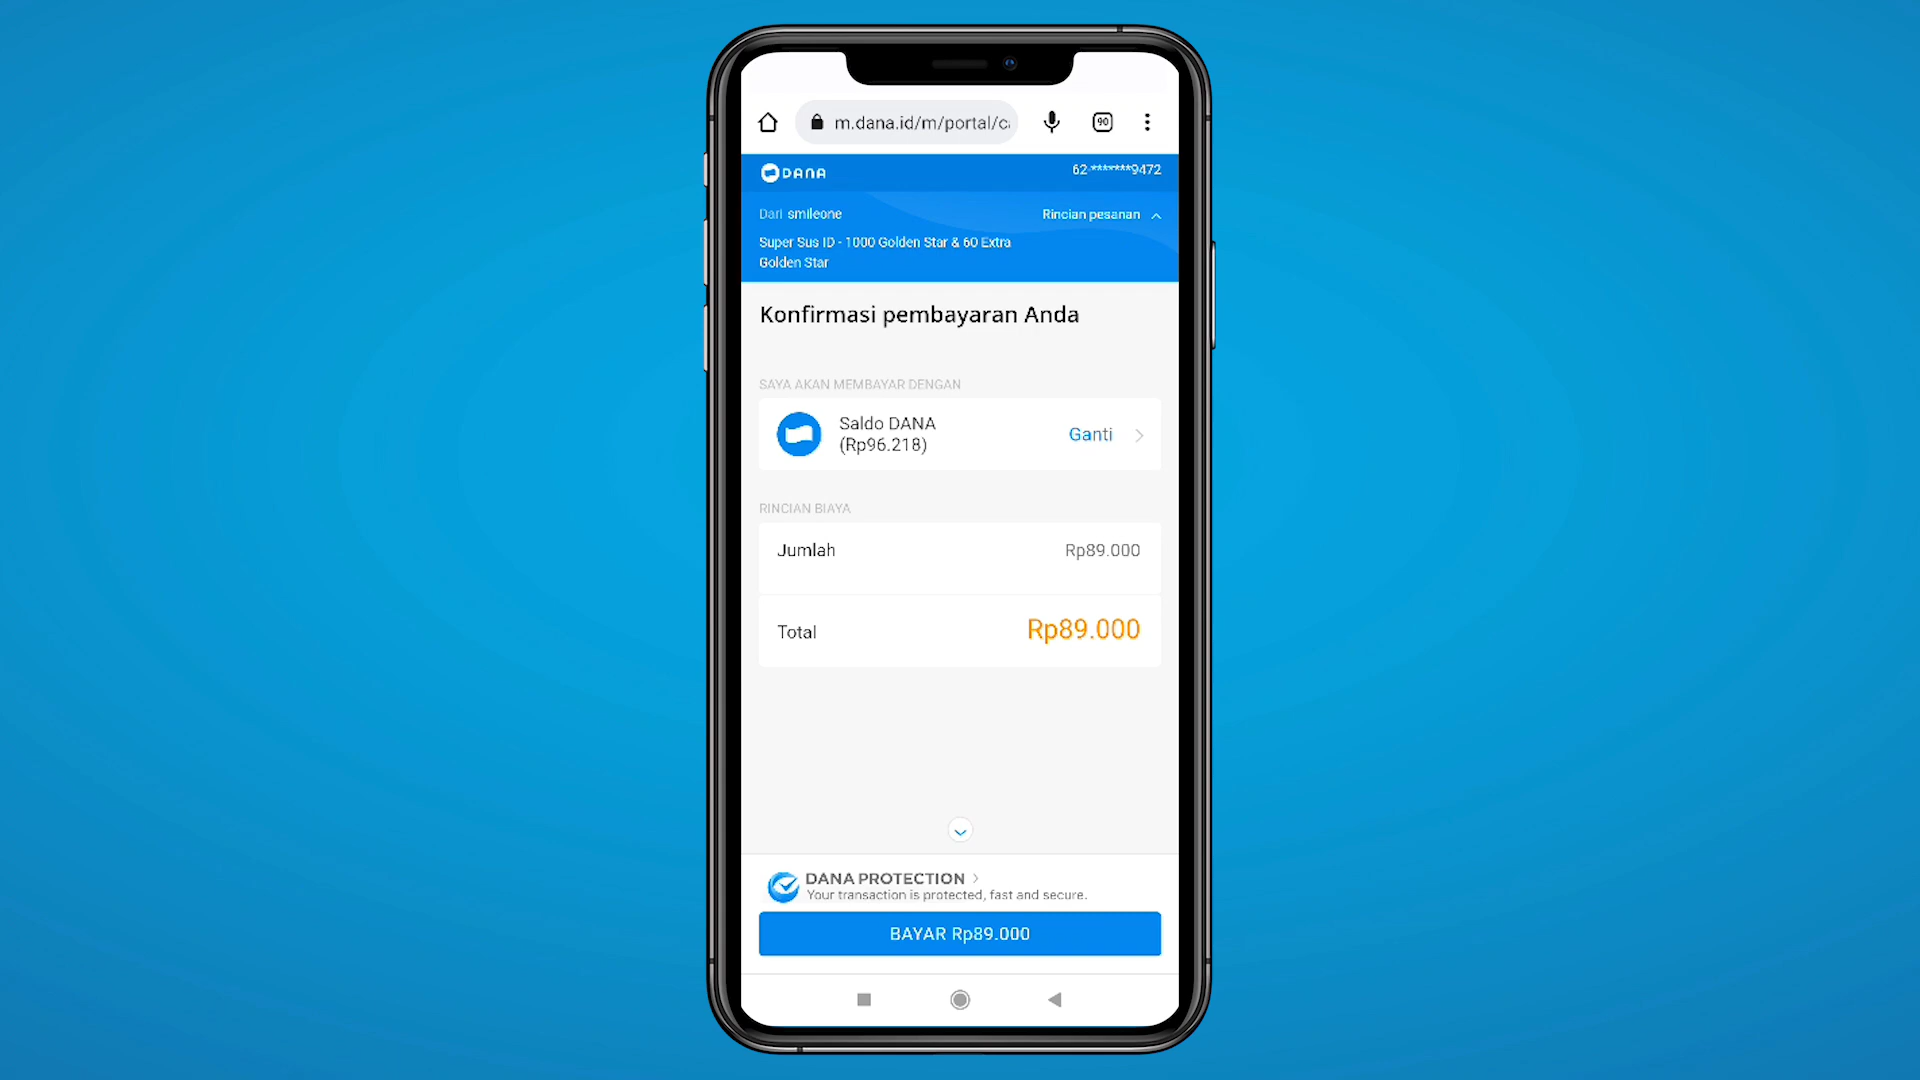 m.dana.id/m/portal/c
90
DANA
62-*******9472
Dari smileone
Rincian pesanan
Super Sus ID - 1000 Golden Star & 60 Extra
Golden Star
Konfirmasi pembayaran Anda
SAYA AKAN MEMBAYAR DENGAN
Saldo DANA
(Rp96.218)
Ganti
RINCIAN BIAYA
Jumlah
Rp89.000
Total
Rp89.000
DANA PROTECTION
Your transaction is protected, fast and secure.
BAYAR Rp89.000